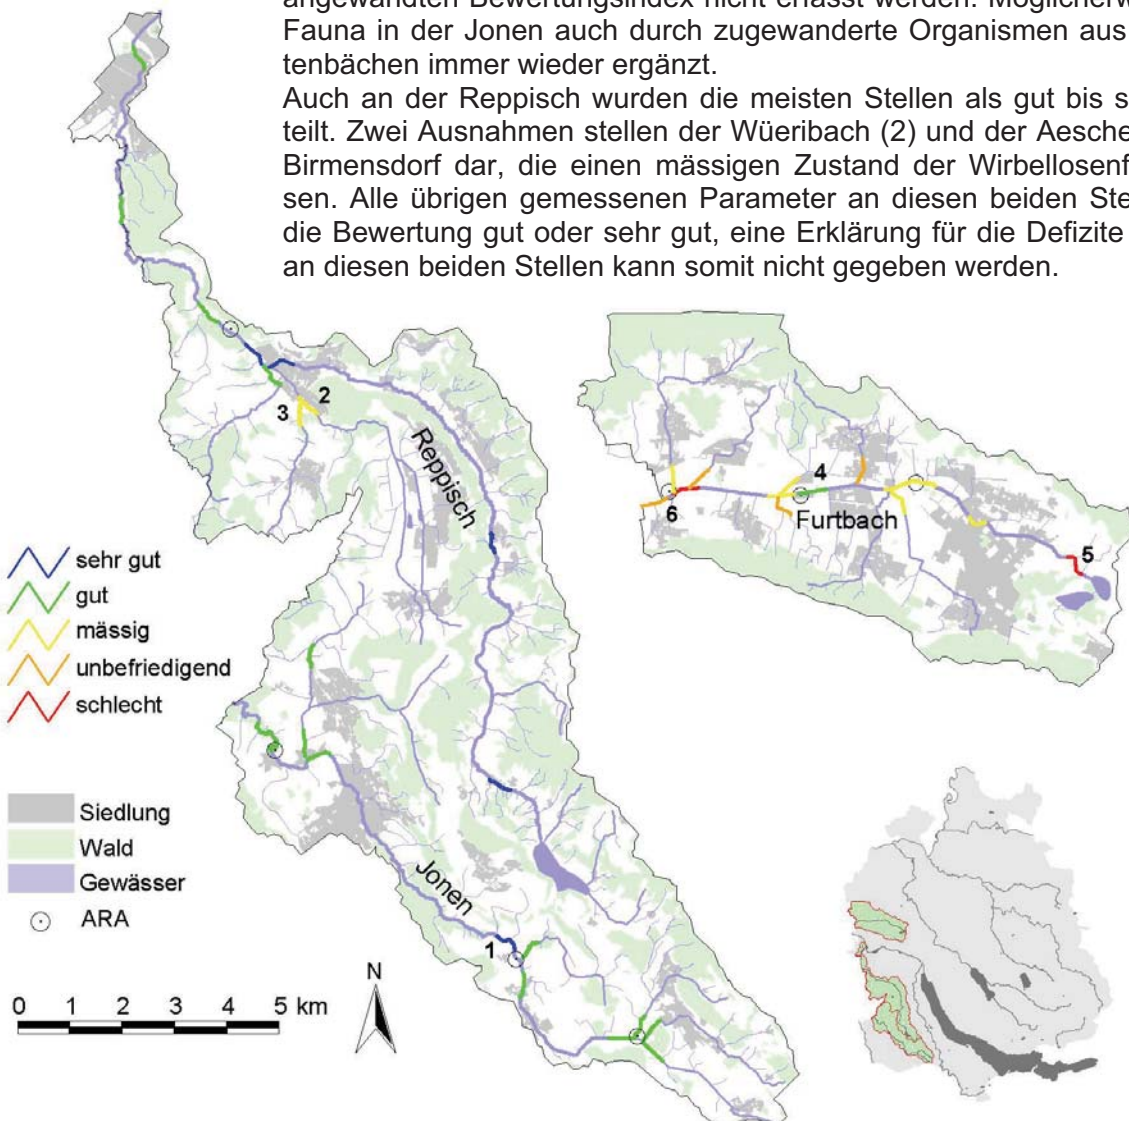 angewandten Bewertungsindex nicht erfasst werden.
Fauna in der Jonen auch durch zugewanderte Organismen aus
tenbächen immer wieder ergänzt.
Auch an der Reppisch wurden die meisten Stellen als gut bis s
teilt. Zwei Ausnahmen stellen der Wüeribach (2) und der Aesche
Birmensdorf dar, die einen mässigen Zustand der Wirbellosenf
sen. Alle übrigen gemessenen Parameter an diesen beiden Ste
die Bewertung gut oder sehr gut, eine Erklärung für die Defizite
an diesen beiden Stellen kann somit nicht gegeben werden.
2
3
Reppisch
4
Furtbach
6
5
sehr gut
gut
mässig
unbefriedigend
schlecht
Siedlung
Wald
Gewässer
ARA
Jonen
1
N
0 1 2 3 4 5 km